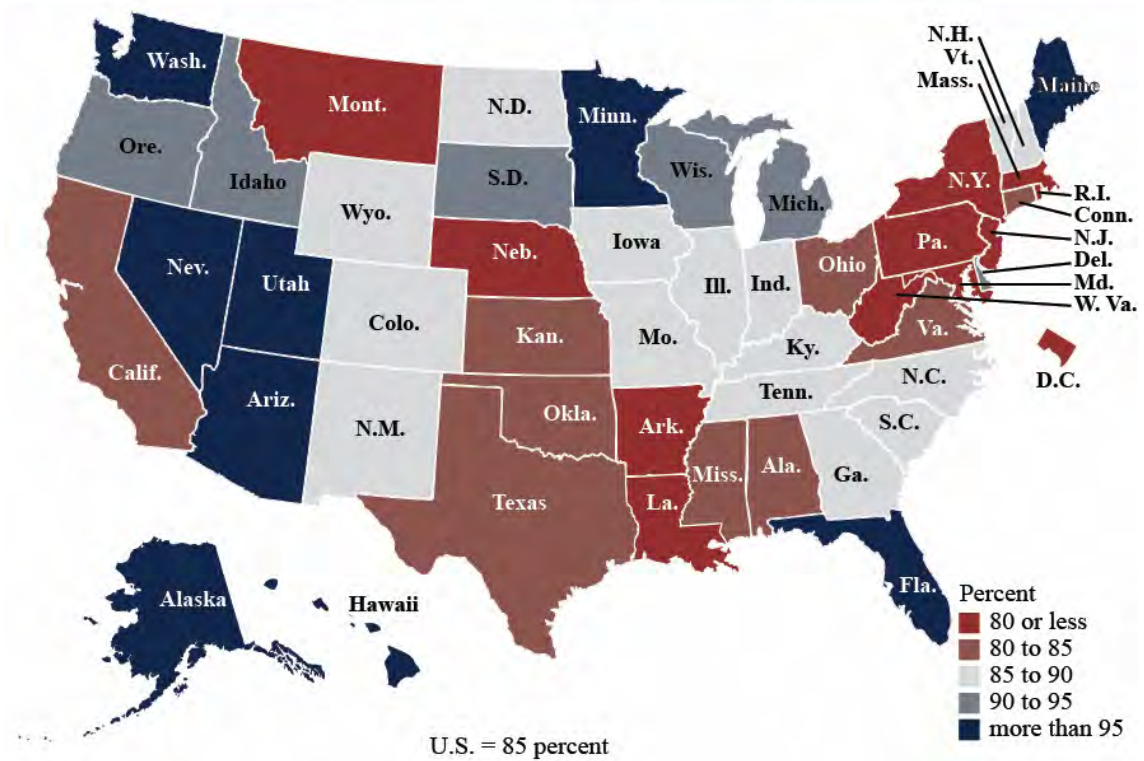 N.H.
Vt.
Mass.
Wash.
Mont.
N.D.
Minn.
Maine
Ore.
Idaho
S.D.
Wis.
Mich.
N.Y.
R.I.
Conn.
N.J.
Del.
Md.
W. Va.
Wyo.
Iowa
Neb.
Ohio
Pa.
Nev.
Utah
Colo.
Ill.
Ind.
Kan.
Mo.
Ky.
Va.
D.C.
Calif.
Ariz.
N.M.
Okla.
Ark.
Tenn.
N.C.
S.C.
Texas
Miss.
Ala.
Ga.
La.
Fla.
Alaska
Hawaii
Percent
80 or less
80 to 85
85 to 90
90 to 95
more than 95
U.S. = 85 percent